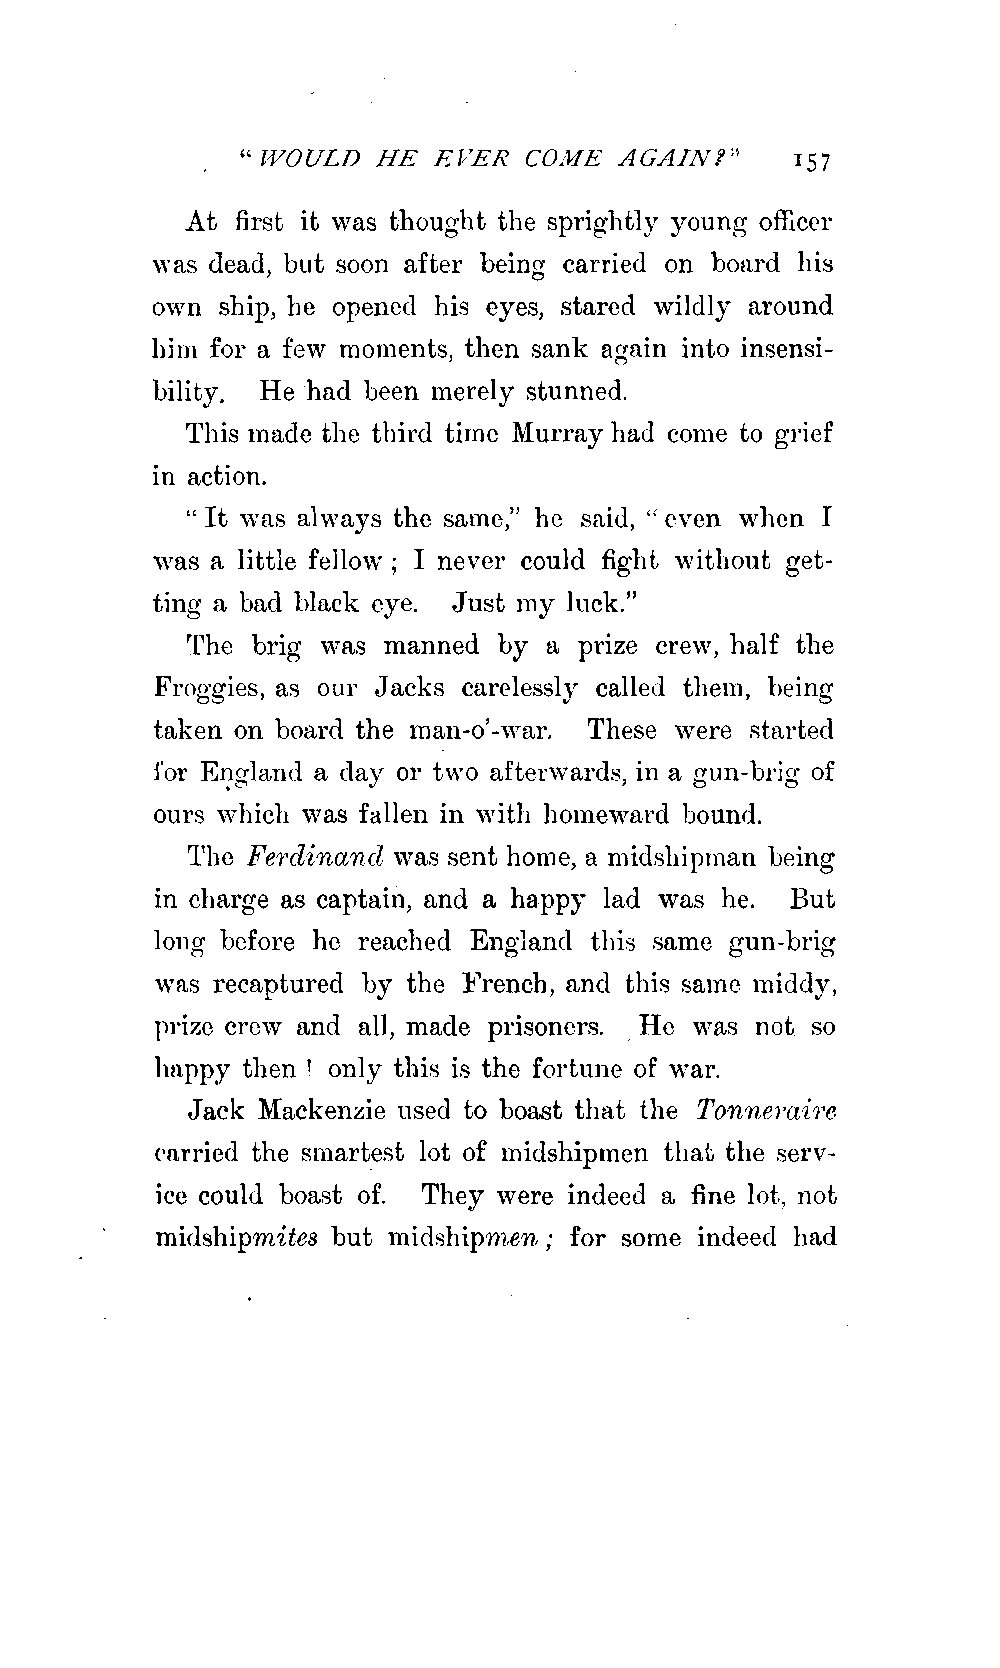 "WOULD HE EVER COME AGAIN?" 157
At first it was thought the sprightly young officer
was dead, but soon after being carried on board his
own ship, he opened his eyes, stared wildly around
him for a few moments, then sank again into insensi-
bility. He had been merely stunned.
This made the third time Murray had come to grief
in action.
"It was always the same," he said, "even when I
was a little fellow; I never could fight without get-
ting a bad black eye. Just my luck."
The brig was manned by a prize crew, half the
Froggies, as our Jacks carelessly called them, being
taken on board the man-o'-war. These were started
for England a day or two afterwards, in a gun-brig of
ours which was fallen in with homeward bound.
The Ferdinand was sent home, a midshipman being
in charge as captain, and a happy lad was he. But
long before he reached England this same gun-brig
was recaptured by the French, and this same middy,
prize crew and all, made prisoners. He was not so
happy then! only this is the fortune of war.
Jack Mackenzie used to boast that the Tonneraire
carried the smartest lot of midshipmen that the serv-
ice could boast of. They were indeed a fine lot, not
midshipmites but midshipmen; for some indeed had